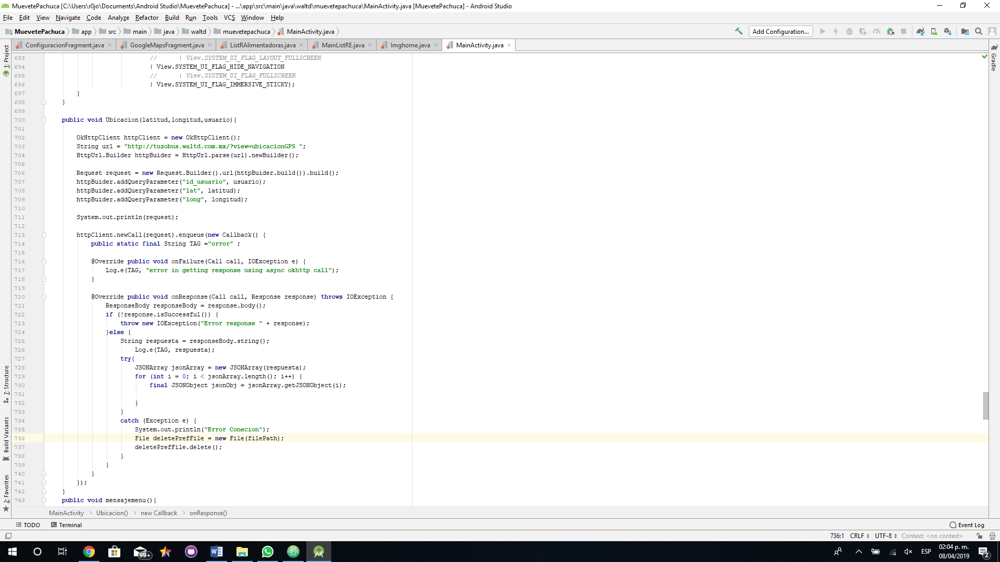 MuevetePachuca [C:\Users\r0jo\Documents\Android Studio\MuevetePachuca] - ...\app\src\main\java\waltd\muevetepachuca\MainActivity.java [MuevetePachuca] - Android Studio
File Edit View Navigate Code Analyze Refactor Build Run Tools VCS Window Help
MuevetePachuca app src main java waltd muevetepachuca MainActivity.java Add Configuration...
ConfiguracionFragment.java GoogleMapsFragment.java ListRAlimentadoras.java MainListRE.java Imghome.java MainActivity.java
1: Project
7: Structure
Build Variants
2: Favorites
Gradle
693 // | View.SYSTEM_UI_FLAG_LAYOUT_FULLSCREEN
694 | View.SYSTEM_UI_FLAG_HIDE_NAVIGATION
695 // | View.SYSTEM_UI_FLAG_FULLSCREEN
696 | View.SYSTEM_UI_FLAG_IMMERSIVE_STICKY);
697 }
698 }
699
700 public void Ubicacion(latitud,longitud,usuario){
701
702 OkHttpClient httpClient = new OkHttpClient();
703 String url = "http://tuzobus.waltd.com.mx/?view=ubicacionGPS ";
704 HttpUrl.Builder httpBuider = HttpUrl.parse(url).newBuilder();
705
706 Request request = new Request.Builder().url(httpBuider.build()).build();
707 httpBuider.addQueryParameter("id_usuario", usuario);
708 httpBuider.addQueryParameter("lat", latitud);
709 httpBuider.addQueryParameter("long", longitud);
710
711 System.out.println(request);
712
713 httpClient.newCall(request).enqueue(new Callback() {
714 public static final String TAG ="orror" ;
715
716 @Override public void onFailure(Call call, IOException e) {
717 Log.e(TAG, "error in getting response using async okhttp call");
718 }
719
720 @Override public void onResponse(Call call, Response response) throws IOException {
721 ResponseBody responseBody = response.body();
722 if (!response.isSuccessful()) {
723 throw new IOException("Error response " + response);
724 }else {
725 String respuesta = responseBody.string();
726 Log.e(TAG, respuesta);
727 try{
728 JSONArray jsonArray = new JSONArray(respuesta);
729 for (int i = 0; i < jsonArray.length(); i++) {
730 final JSONObject jsonObj = jsonArray.getJSONObject(i);
731
732 }
733 }
734 catch (Exception e) {
735 System.out.println("Error Conecion");
736 File deletePrefFile = new File(filePath);
737 deletePrefFile.delete();
738 }
739 }
740 }
741 });
742 }
743 public void mensajemenu(){
MainActivity › Ubicacion() › new Callback › onResponse()
TODO Terminal Event Log
736:1 CRLF UTF-8 Context: <no context>
99+ W ESP 02:04 p. m.
08/04/2019 2